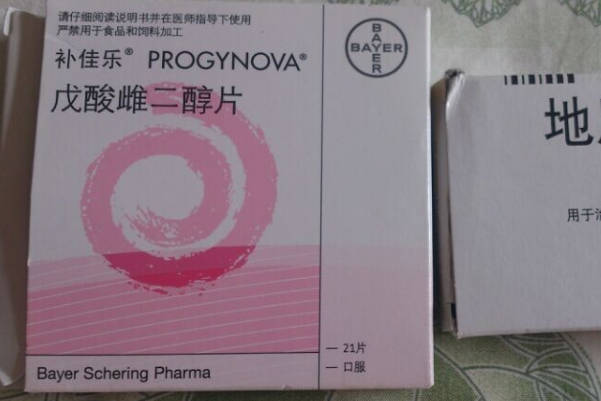 请仔细阅读说明书并在医师指导下使用
严禁用于食品和饲料加工
补佳乐® PROGYNOVA®
BAYER
BAYER
戊酸雌二醇片
21片
口服
Bayer Schering Pharma
地
用于